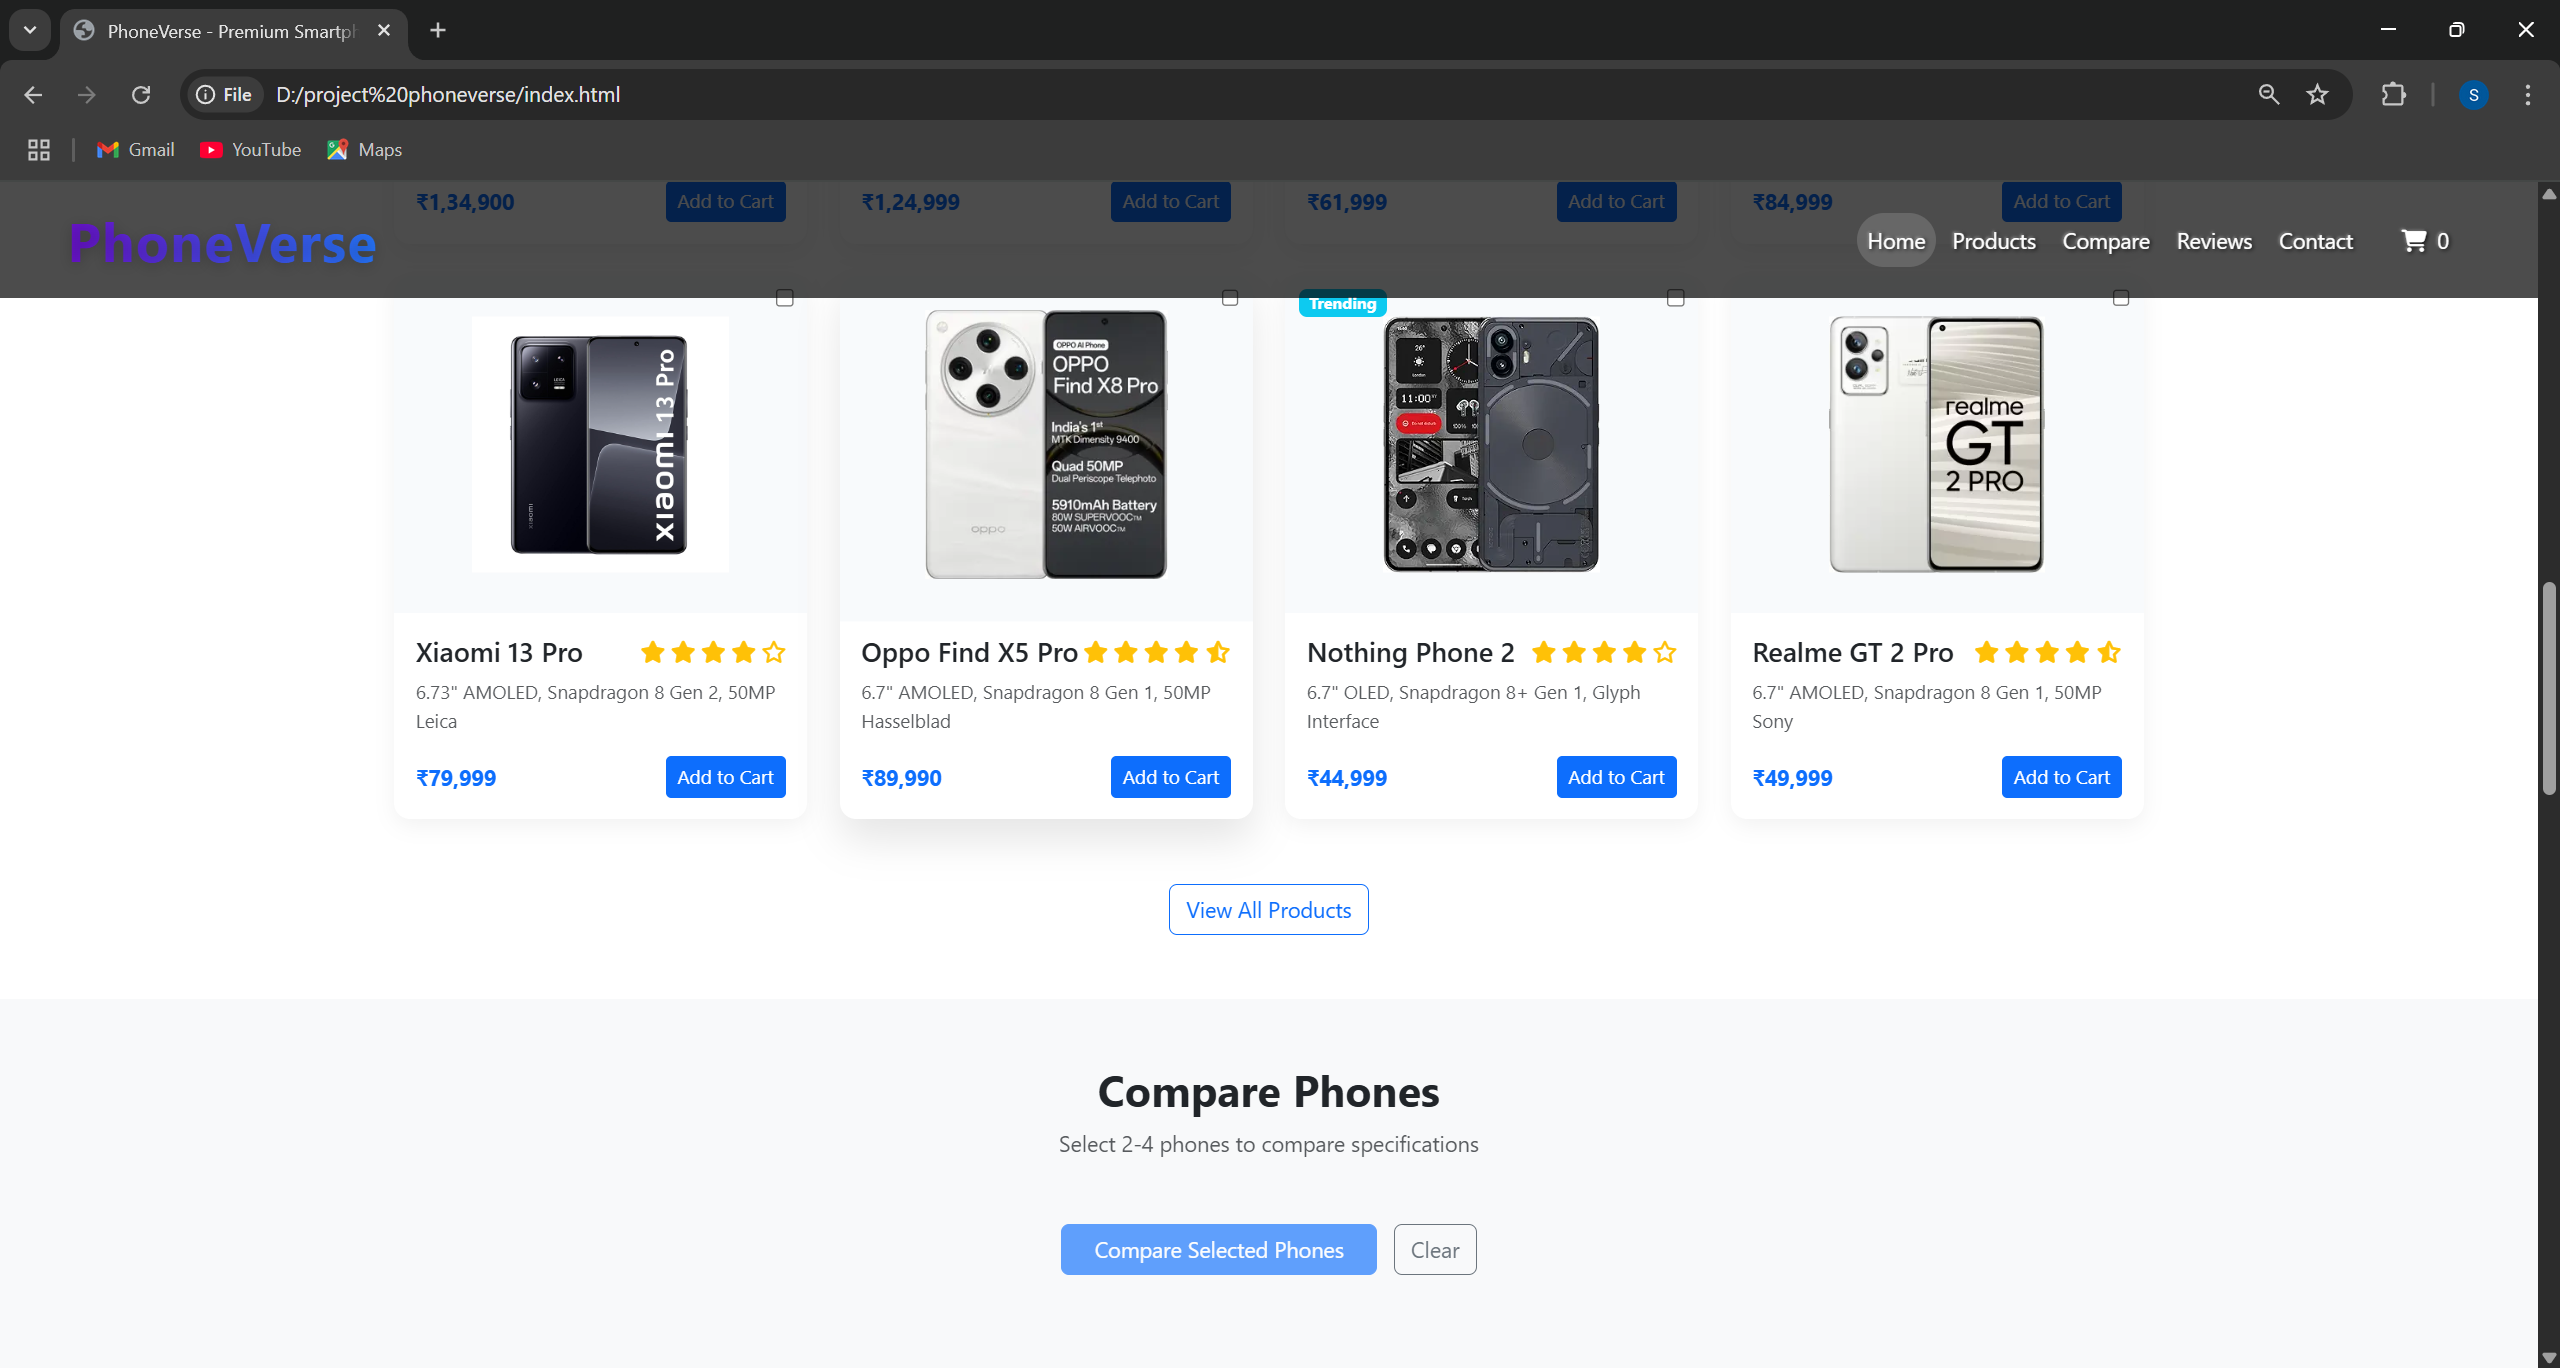 PhoneVerse - Premium Smartph
File D:/project%20phoneverse/index.html
S
Gmail YouTube Maps
₹1,34,900 Add to Cart ₹1,24,999 Add to Cart ₹61,999 Add to Cart ₹84,999 Add to Cart
PhoneVerse Home Products Compare Reviews Contact 0
Trending
Xiaomi 13 Pro
xiaomi
OPPO AI Phone
OPPO
Find X8 Pro
India's 1st
MTK Dimensity 9400
Quad 50MP
Dual Periscope Telephoto
5910mAh Battery
80W SUPERVOOC™
50W AIRVOOC™
oppo
26°
London
11:00
100%
realme
GT
2 PRO
Xiaomi 13 Pro
6.73" AMOLED, Snapdragon 8 Gen 2, 50MP
Leica
₹79,999 Add to Cart
Oppo Find X5 Pro
6.7" AMOLED, Snapdragon 8 Gen 1, 50MP
Hasselblad
₹89,990 Add to Cart
Nothing Phone 2
6.7" OLED, Snapdragon 8+ Gen 1, Glyph
Interface
₹44,999 Add to Cart
Realme GT 2 Pro
6.7" AMOLED, Snapdragon 8 Gen 1, 50MP
Sony
₹49,999 Add to Cart
View All Products
Compare Phones
Select 2-4 phones to compare specifications
Compare Selected Phones Clear